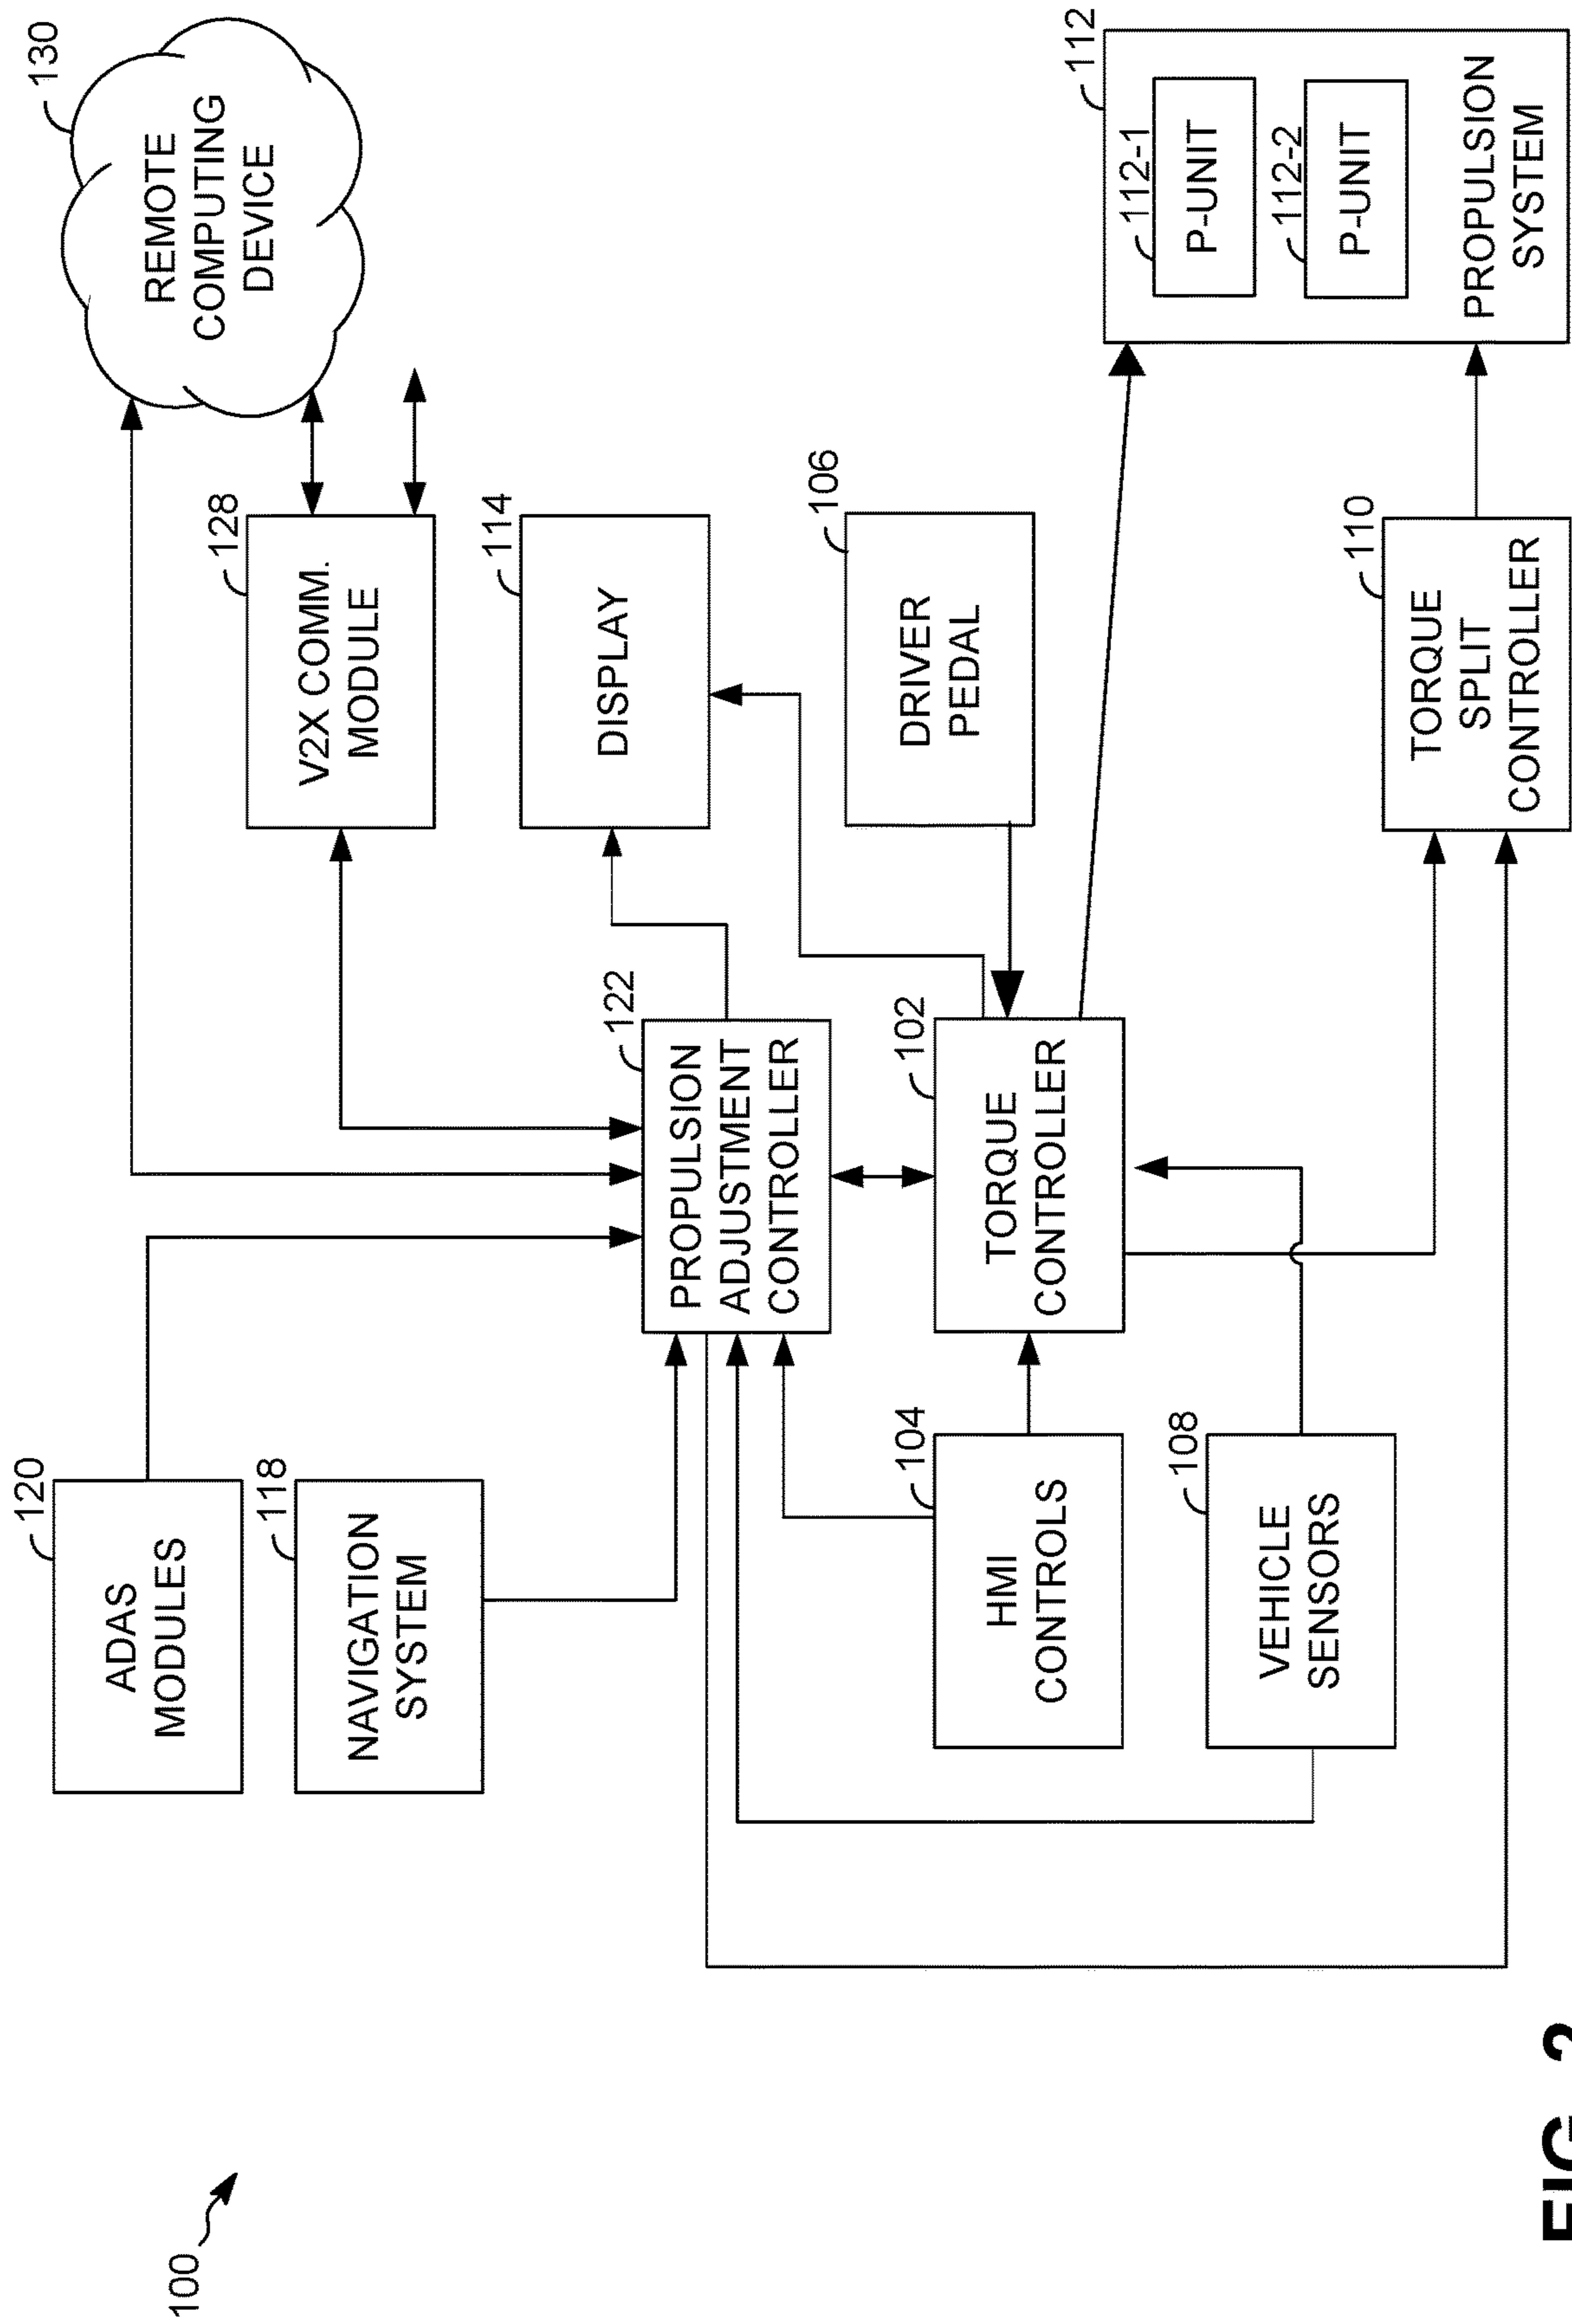 100
120
ADAS
MODULES
118
NAVIGATION
SYSTEM
130
REMOTE
COMPUTING
DEVICE
128
V2X COMM.
MODULE
122
PROPULSION
ADJUSTMENT
CONTROLLER
114
DISPLAY
104
HMI
CONTROLS
102
TORQUE
CONTROLLER
106
DRIVER
PEDAL
108
VEHICLE
SENSORS
110
TORQUE
SPLIT
CONTROLLER
112
112-1
P-UNIT
112-2
P-UNIT
PROPULSION
SYSTEM
FIG. 2